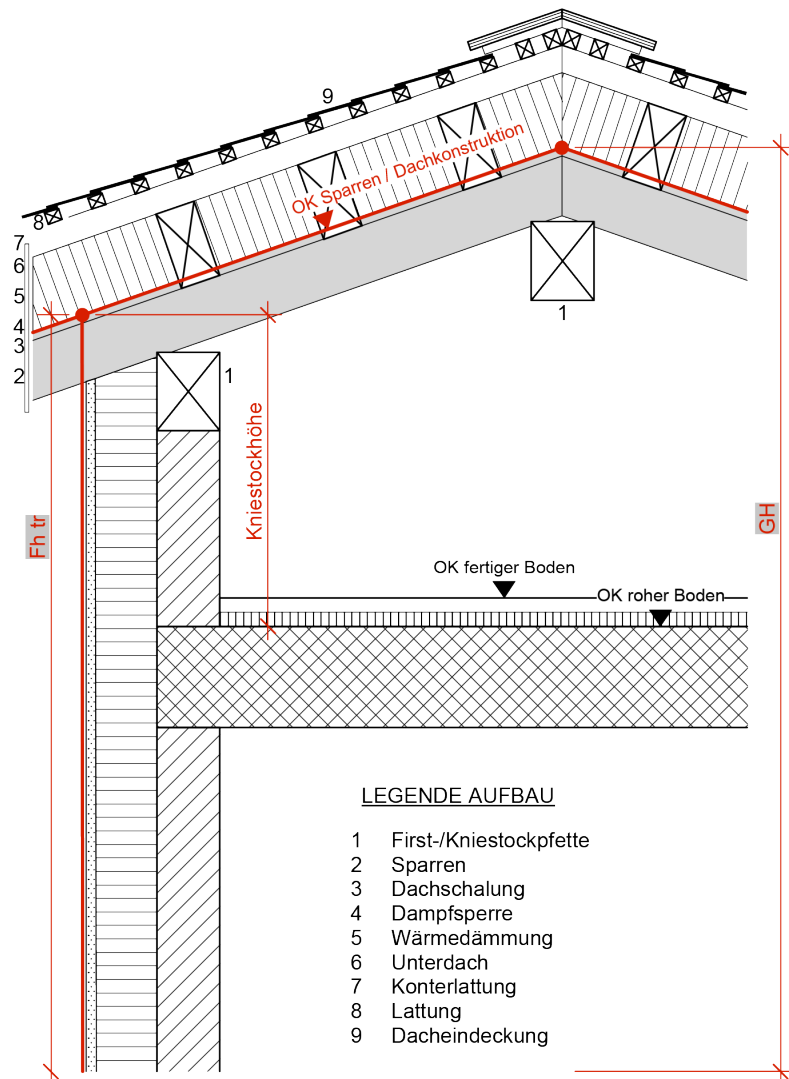 9
OK Sparren / Dachkonstruktion
8
7
6
5
4
3
2
1
1
Kniestockhöhe
Fh tr
GH
OK fertiger Boden
OK roher Boden
LEGENDE AUFBAU
1 First-/Kniestockpfette
2 Sparren
3 Dachschalung
4 Dampfsperre
5 Wärmedämmung
6 Unterdach
7 Konterlattung
8 Lattung
9 Dacheindeckung